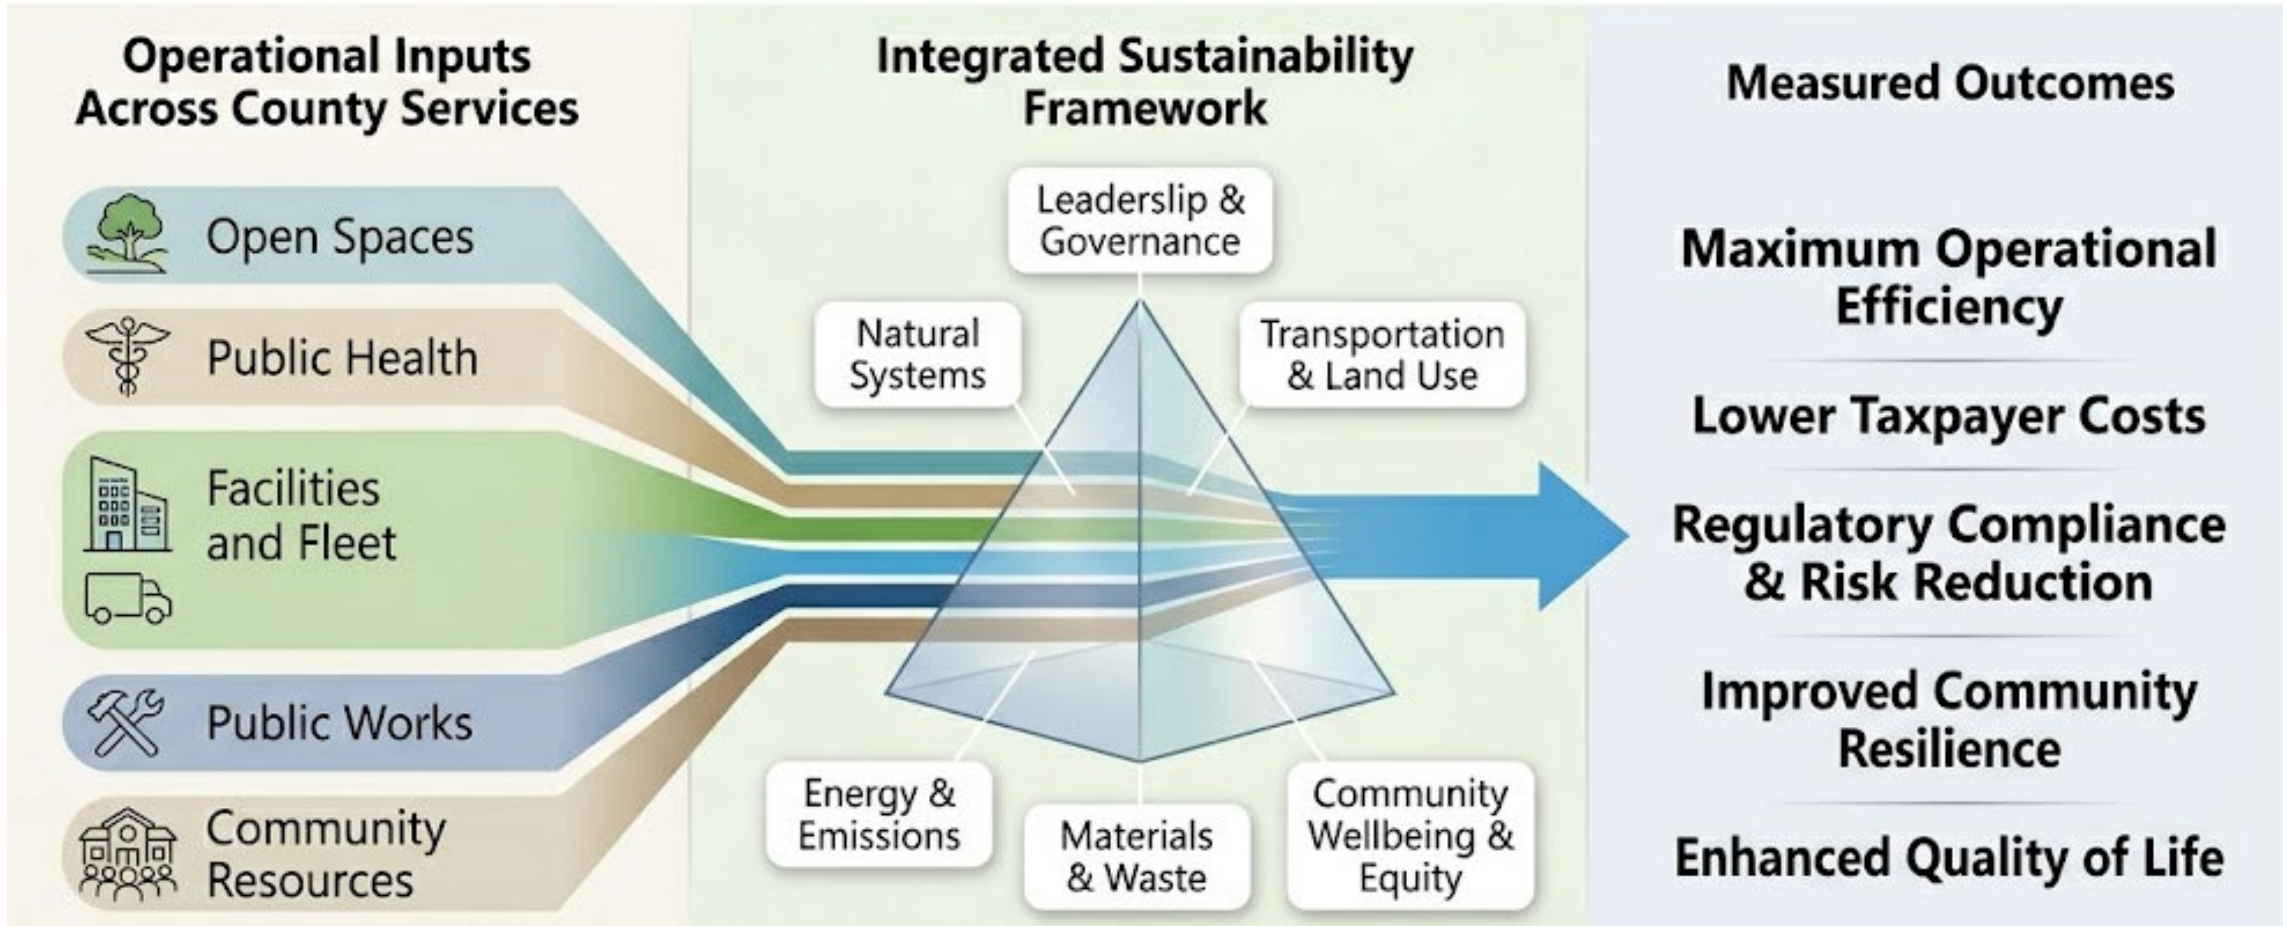 Operational Inputs
Across County Services
Open Spaces
Public Health
Facilities
and Fleet
Public Works
Community
Resources
Integrated Sustainability
Framework
Leaderslip &
Governance
Natural
Systems
Transportation
& Land Use
Energy &
Emissions
Materials
& Waste
Community
Wellbeing &
Equity
Measured Outcomes
Maximum Operational
Efficiency
Lower Taxpayer Costs
Regulatory Compliance
& Risk Reduction
Improved Community
Resilience
Enhanced Quality of Life